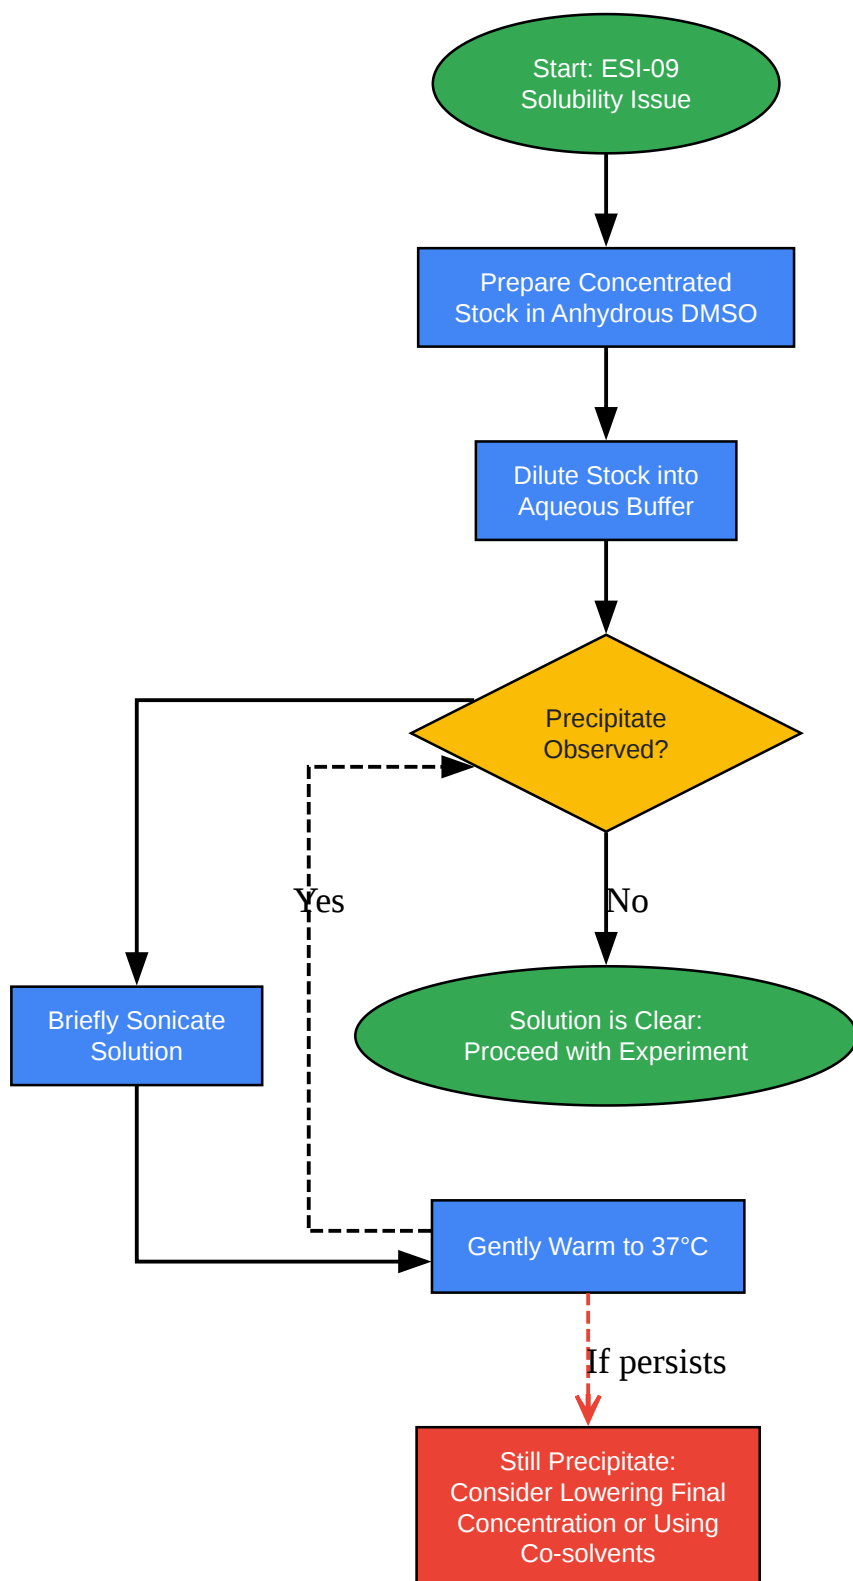 Start: ESI-09
Solubility Issue
Prepare Concentrated
Stock in Anhydrous DMSO
Dilute Stock into
Aqueous Buffer
Precipitate
Observed?
Yes
No
Briefly Sonicate
Solution
Solution is Clear:
Proceed with Experiment
Gently Warm to 37°C
If persists
Still Precipitate:
Consider Lowering Final
Concentration or Using
Co-solvents